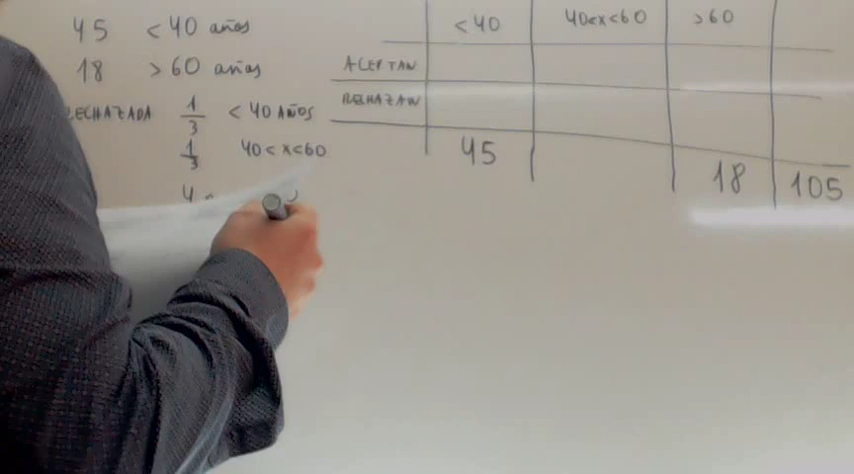 45 < 40 años
18 > 60 años
1/3 < 40 AÑOS
1/3 40 < x < 60
4
< 40 40 < x < 60 > 60
ACEPTAN
RECHAZAN
45 18 105